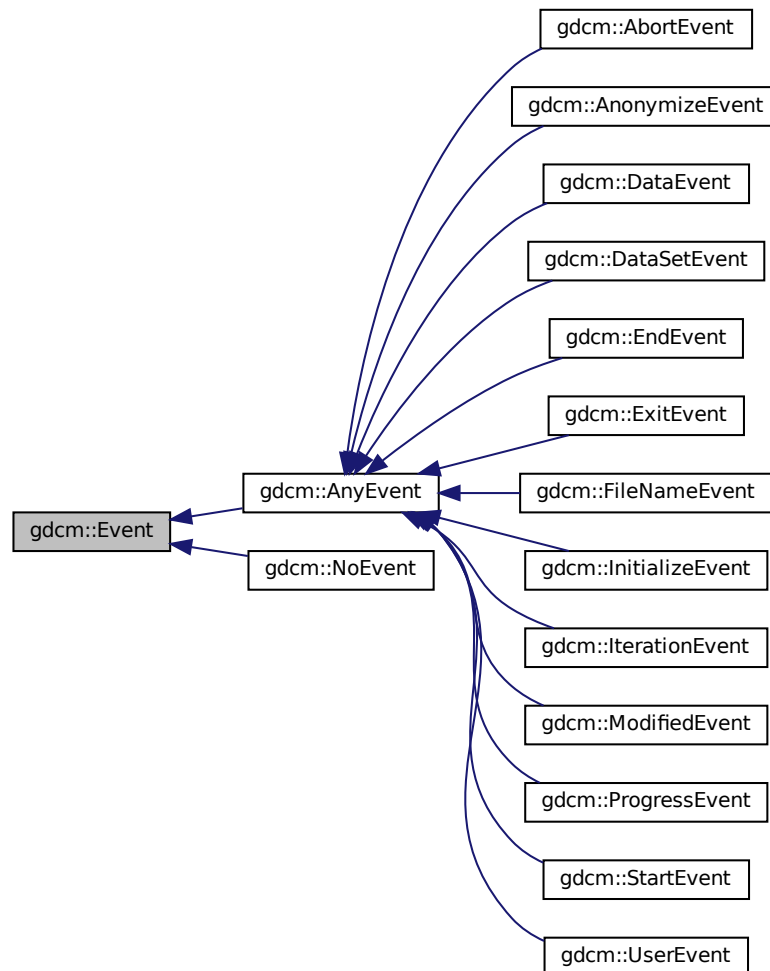 gdcm::AbortEvent
gdcm::AnonymizeEvent
gdcm::DataEvent
gdcm::DataSetEvent
gdcm::EndEvent
gdcm::ExitEvent
gdcm::AnyEvent
gdcm::FileNameEvent
gdcm::Event
gdcm::NoEvent
gdcm::InitializeEvent
gdcm::IterationEvent
gdcm::ModifiedEvent
gdcm::ProgressEvent
gdcm::StartEvent
gdcm::UserEvent